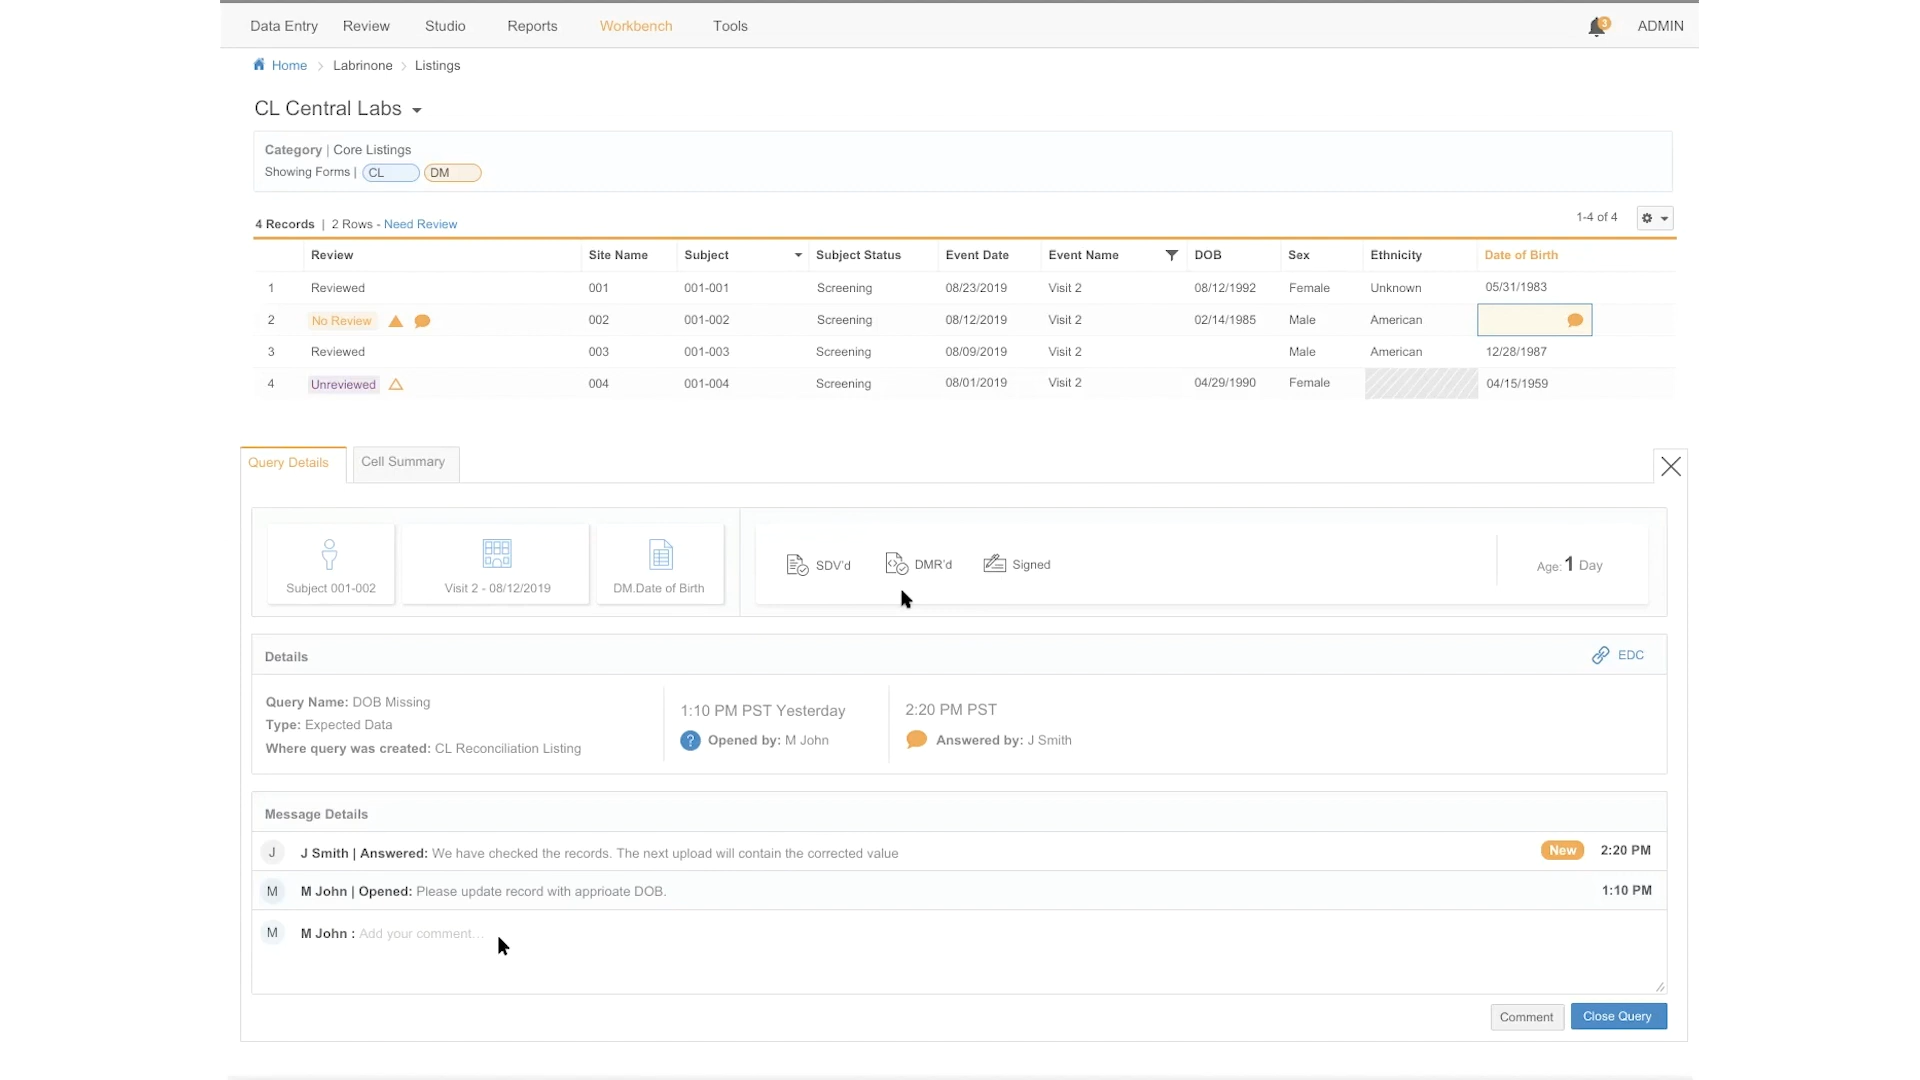 Data Entry Review Studio Reports Workbench Tools 3 ADMIN
Home > Labrinone > Listings
CL Central Labs
Category | Core Listings
Showing Forms | CL DM
4 Records | 2 Rows - Need Review 1-4 of 4
Review Site Name Subject Subject Status Event Date Event Name DOB Sex Ethnicity Date of Birth
1 Reviewed 001 001-001 Screening 08/23/2019 Visit 2 08/12/1992 Female Unknown 05/31/1983
2 No Review 002 001-002 Screening 08/12/2019 Visit 2 02/14/1985 Male American
3 Reviewed 003 001-003 Screening 08/09/2019 Visit 2 Male American 12/28/1987
4 Unreviewed 004 001-004 Screening 08/01/2019 Visit 2 04/29/1990 Female 04/15/1959
Query Details Cell Summary
SDV'd DMR'd Signed Age: 1 Day
Subject 001-002 Visit 2 - 08/12/2019 DM.Date of Birth
Details EDC
Query Name: DOB Missing
Type: Expected Data
Where query was created: CL Reconciliation Listing
1:10 PM PST Yesterday
? Opened by: M John
2:20 PM PST
Answered by: J Smith
Message Details
J J Smith | Answered: We have checked the records. The next upload will contain the corrected value New 2:20 PM
M M John | Opened: Please update record with apprioate DOB. 1:10 PM
M M John : Add your comment...
Comment Close Query